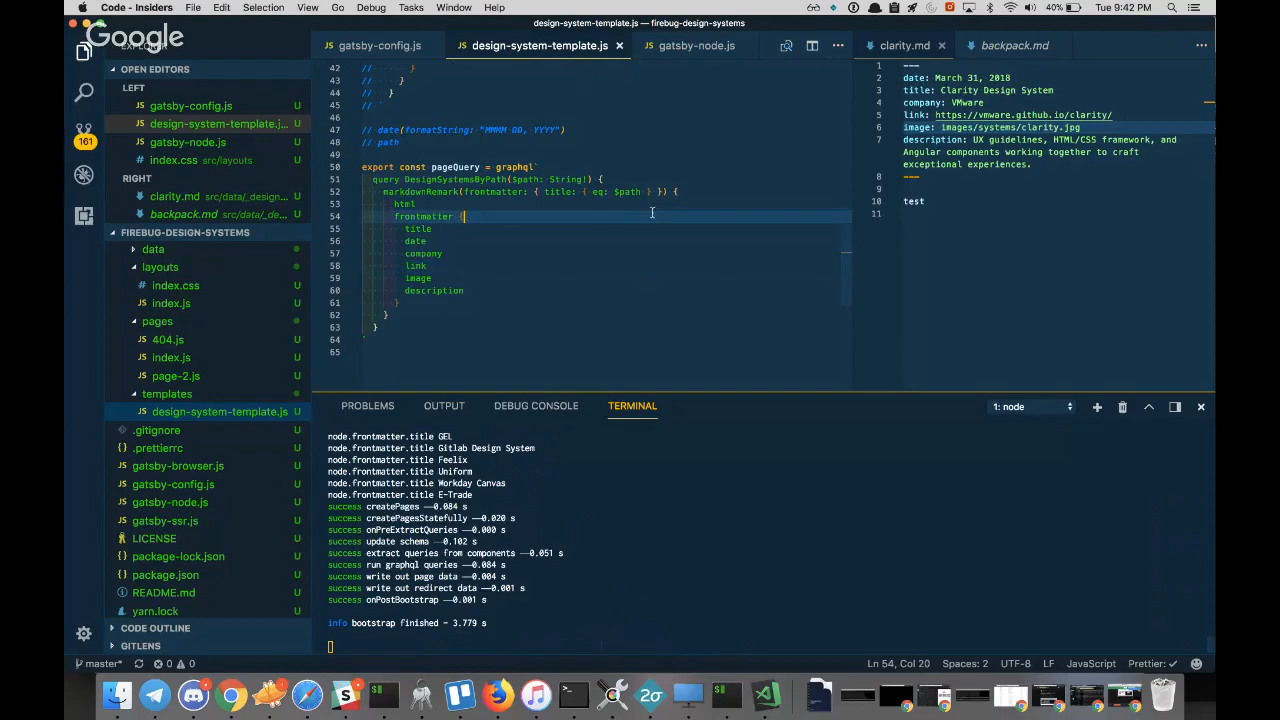 Code - Insiders File Edit Selection View Go Debug Tasks Window Help
40% Tue 9:42 PM
design-system-template.js — firebug-design-systems
Google
gatsby-config.js
design-system-template.js ×
gatsby-node.js
clarity.md ×
backpack.md
OPEN EDITORS
LEFT
JS gatsby-config.js U
JS design-system-template.j... U
JS gatsby-node.js U
index.css src/layouts U
RIGHT
clarity.md src/data/_design... U
backpack.md src/data/_de... U
FIREBUG-DESIGN-SYSTEMS
data
layouts
index.css U
JS index.js U
pages
JS 404.js U
JS index.js U
JS page-2.js U
templates
JS design-system-template.js U
.gitignore U
{} .prettierrc U
JS gatsby-browser.js U
JS gatsby-config.js U
JS gatsby-node.js U
JS gatsby-ssr.js U
LICENSE U
{} package-lock.json U
{} package.json U
README.md U
yarn.lock U
CODE OUTLINE
GITLENS
161
42 // }
43 // }
44 // }
45 // `
46
47 // date(formatString: "MMMM DD, YYYY")
48 // path
49
50 export const pageQuery = graphql`
51 query DesignSystemsByPath($path: String!) {
52 markdownRemark(frontmatter: { title: { eq: $path } }) {
53 html
54 frontmatter {
55 title
56 date
57 company
58 link
59 image
60 description
61 }
62 }
63 }
64 `
65
1 ---
2 date: March 31, 2018
3 title: Clarity Design System
4 company: VMware
5 link: https://vmware.github.io/clarity/
6 image: images/systems/clarity.jpg
7 description: UX guidelines, HTML/CSS framework, and
Angular components working together to craft
exceptional experiences.
8 ---
9
10 test
11
PROBLEMS OUTPUT DEBUG CONSOLE TERMINAL 1: node
node.frontmatter.title GEL
node.frontmatter.title Gitlab Design System
node.frontmatter.title Feelix
node.frontmatter.title Uniform
node.frontmatter.title Workday Canvas
node.frontmatter.title E-Trade
success createPages — 0.084 s
success createPagesStatefully — 0.020 s
success onPreExtractQueries — 0.000 s
success update schema — 0.102 s
success extract queries from components — 0.051 s
success run graphql queries — 0.084 s
success write out page data — 0.004 s
success write out redirect data — 0.001 s
success onPostBootstrap — 0.001 s
info bootstrap finished - 3.779 s
master* 0 0
Ln 54, Col 20 Spaces: 2 UTF-8 LF JavaScript Prettier: ✓
2σ